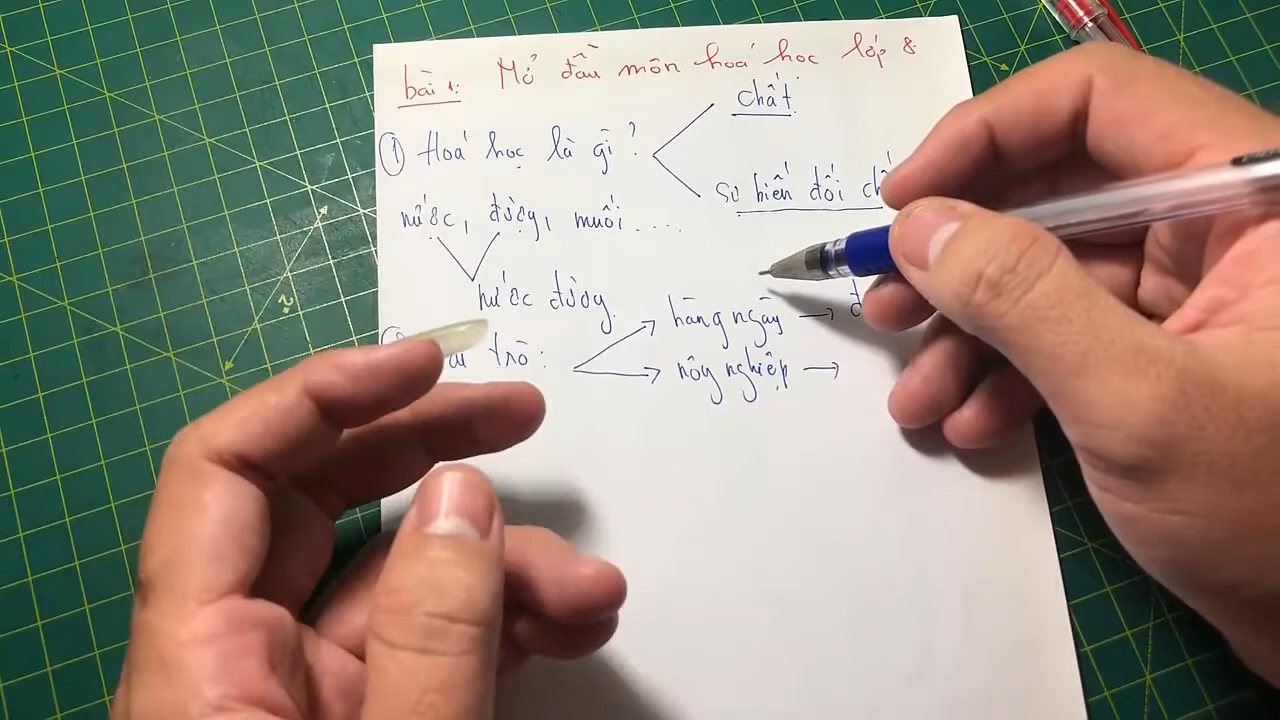 bài 1: Mở đầu môn hoá học lớp 8
chất
① Hoá học là gì?
sự biến đổi
nước, đường, muối....
nước đường
hàng ngày →
trò:
nông nghiệp →